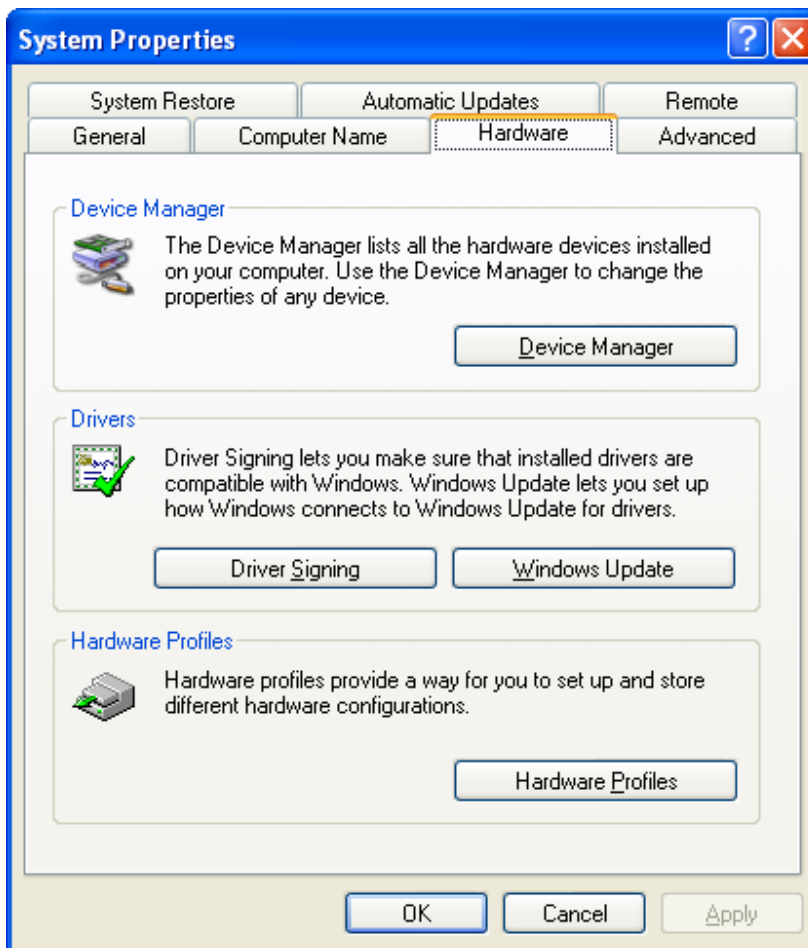 System Properties
System Restore Automatic Updates Remote
General Computer Name Hardware Advanced
Device Manager
The Device Manager lists all the hardware devices installed
on your computer. Use the Device Manager to change the
properties of any device.
Device Manager
Drivers
Driver Signing lets you make sure that installed drivers are
compatible with Windows. Windows Update lets you set up
how Windows connects to Windows Update for drivers.
Driver Signing Windows Update
Hardware Profiles
Hardware profiles provide a way for you to set up and store
different hardware configurations.
Hardware Profiles
OK Cancel Apply